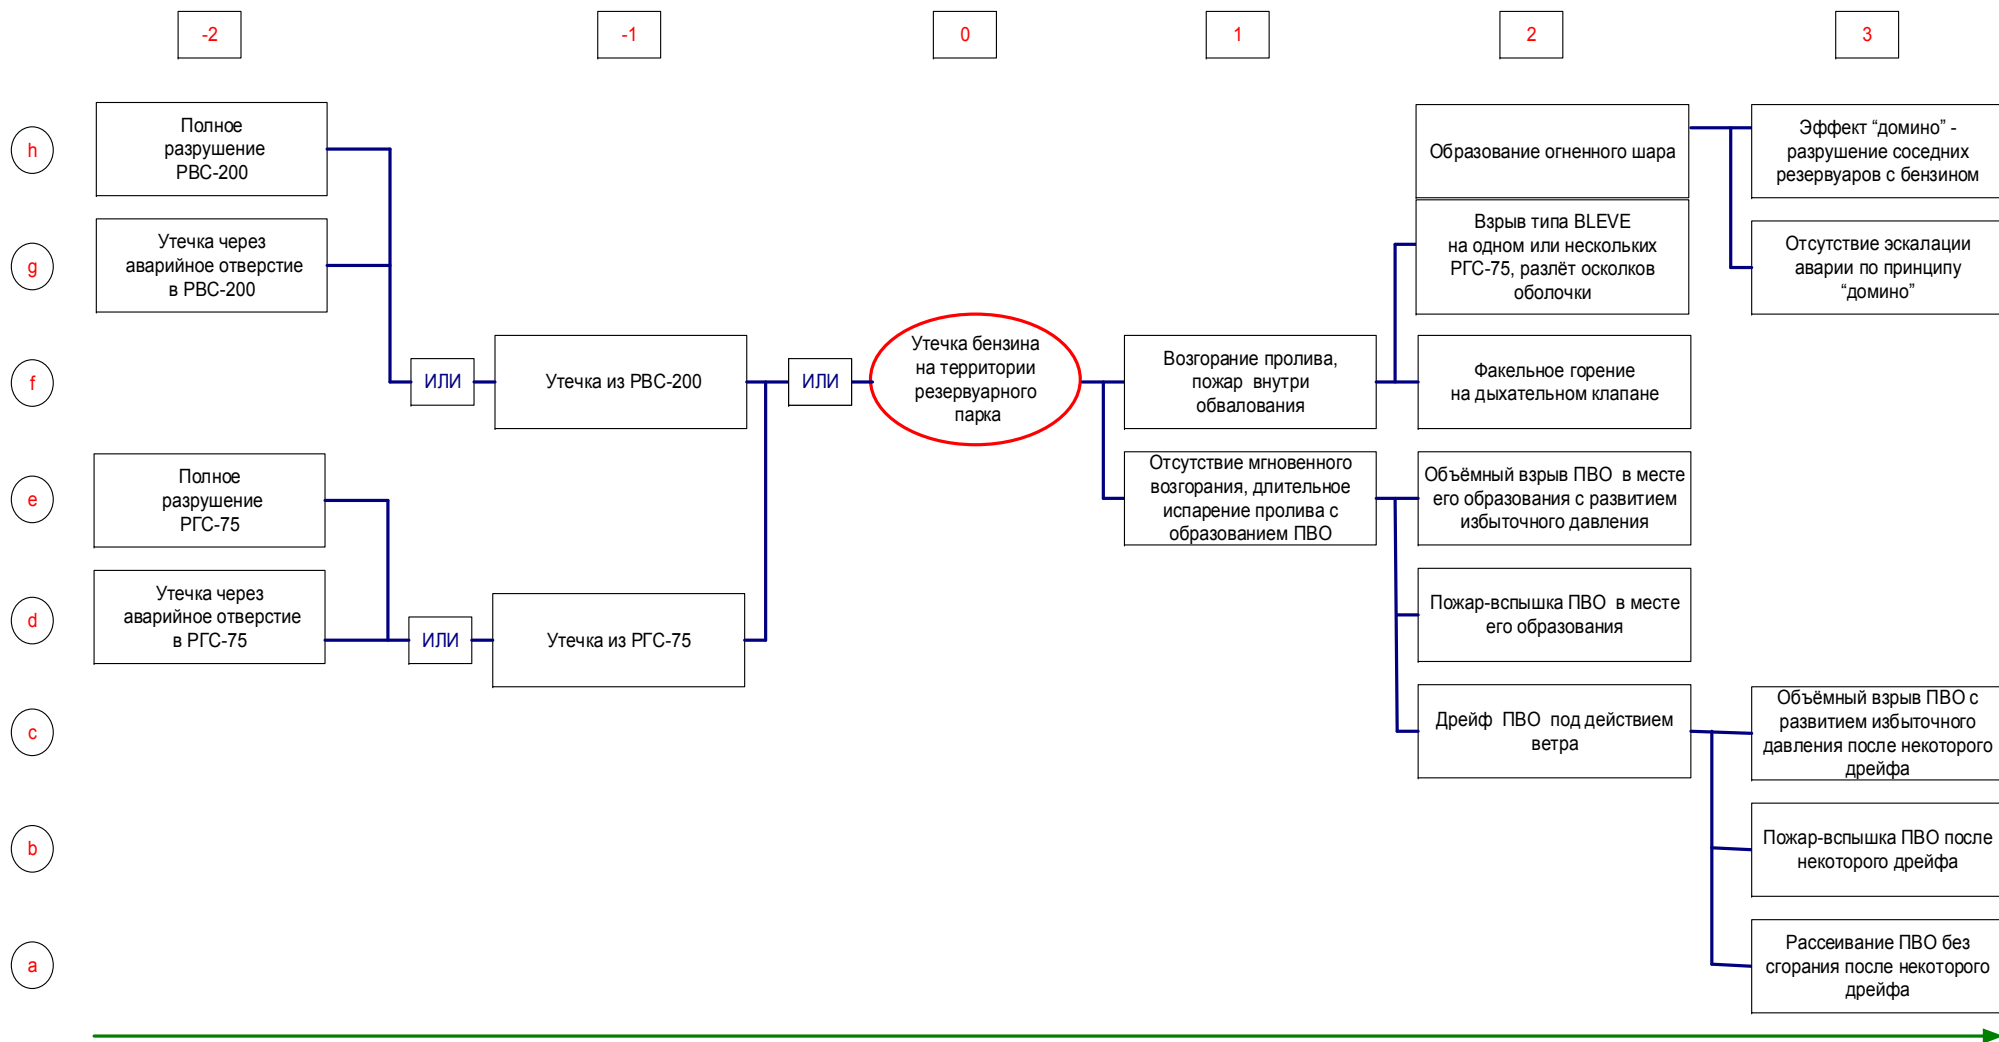 -2
-1
0
1
2
3
h
Полное
разрушение
РВС-200
Образование огненного шара
Эффект “домино” -
разрушение соседних
резервуаров с бензином
g
Утечка через
аварийное отверстие
в РВС-200
Взрыв типа BLEVE
на одном или нескольких
РГС-75, разлёт осколков
оболочки
Отсутствие эскалации
аварии по принципу
“домино”
f
ИЛИ
Утечка из РВС-200
ИЛИ
Утечка бензина
на территории
резервуарного
парка
Возгорание пролива,
пожар внутри
обвалования
Факельное горение
на дыхательном клапане
e
Полное
разрушение
РГС-75
Отсутствие мгновенного
возгорания, длительное
испарение пролива с
образованием ПВО
Объёмный взрыв ПВО в месте
его образования с развитием
избыточного давления
d
Утечка через
аварийное отверстие
в РГС-75
ИЛИ
Утечка из РГС-75
Пожар-вспышка ПВО в месте
его образования
c
Дрейф ПВО под действием
ветра
Объёмный взрыв ПВО с
развитием избыточного
давления после некоторого
дрейфа
b
Пожар-вспышка ПВО после
некоторого дрейфа
a
Рассеивание ПВО без
сгорания после некоторого
дрейфа